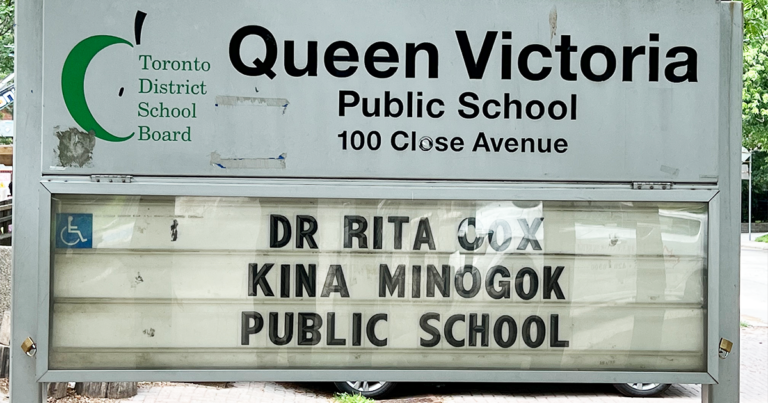 Toronto
District
School
Board
Queen Victoria
Public School
100 Close Avenue
DR RITA COX
KINA MINOGOK
PUBLIC SCHOOL